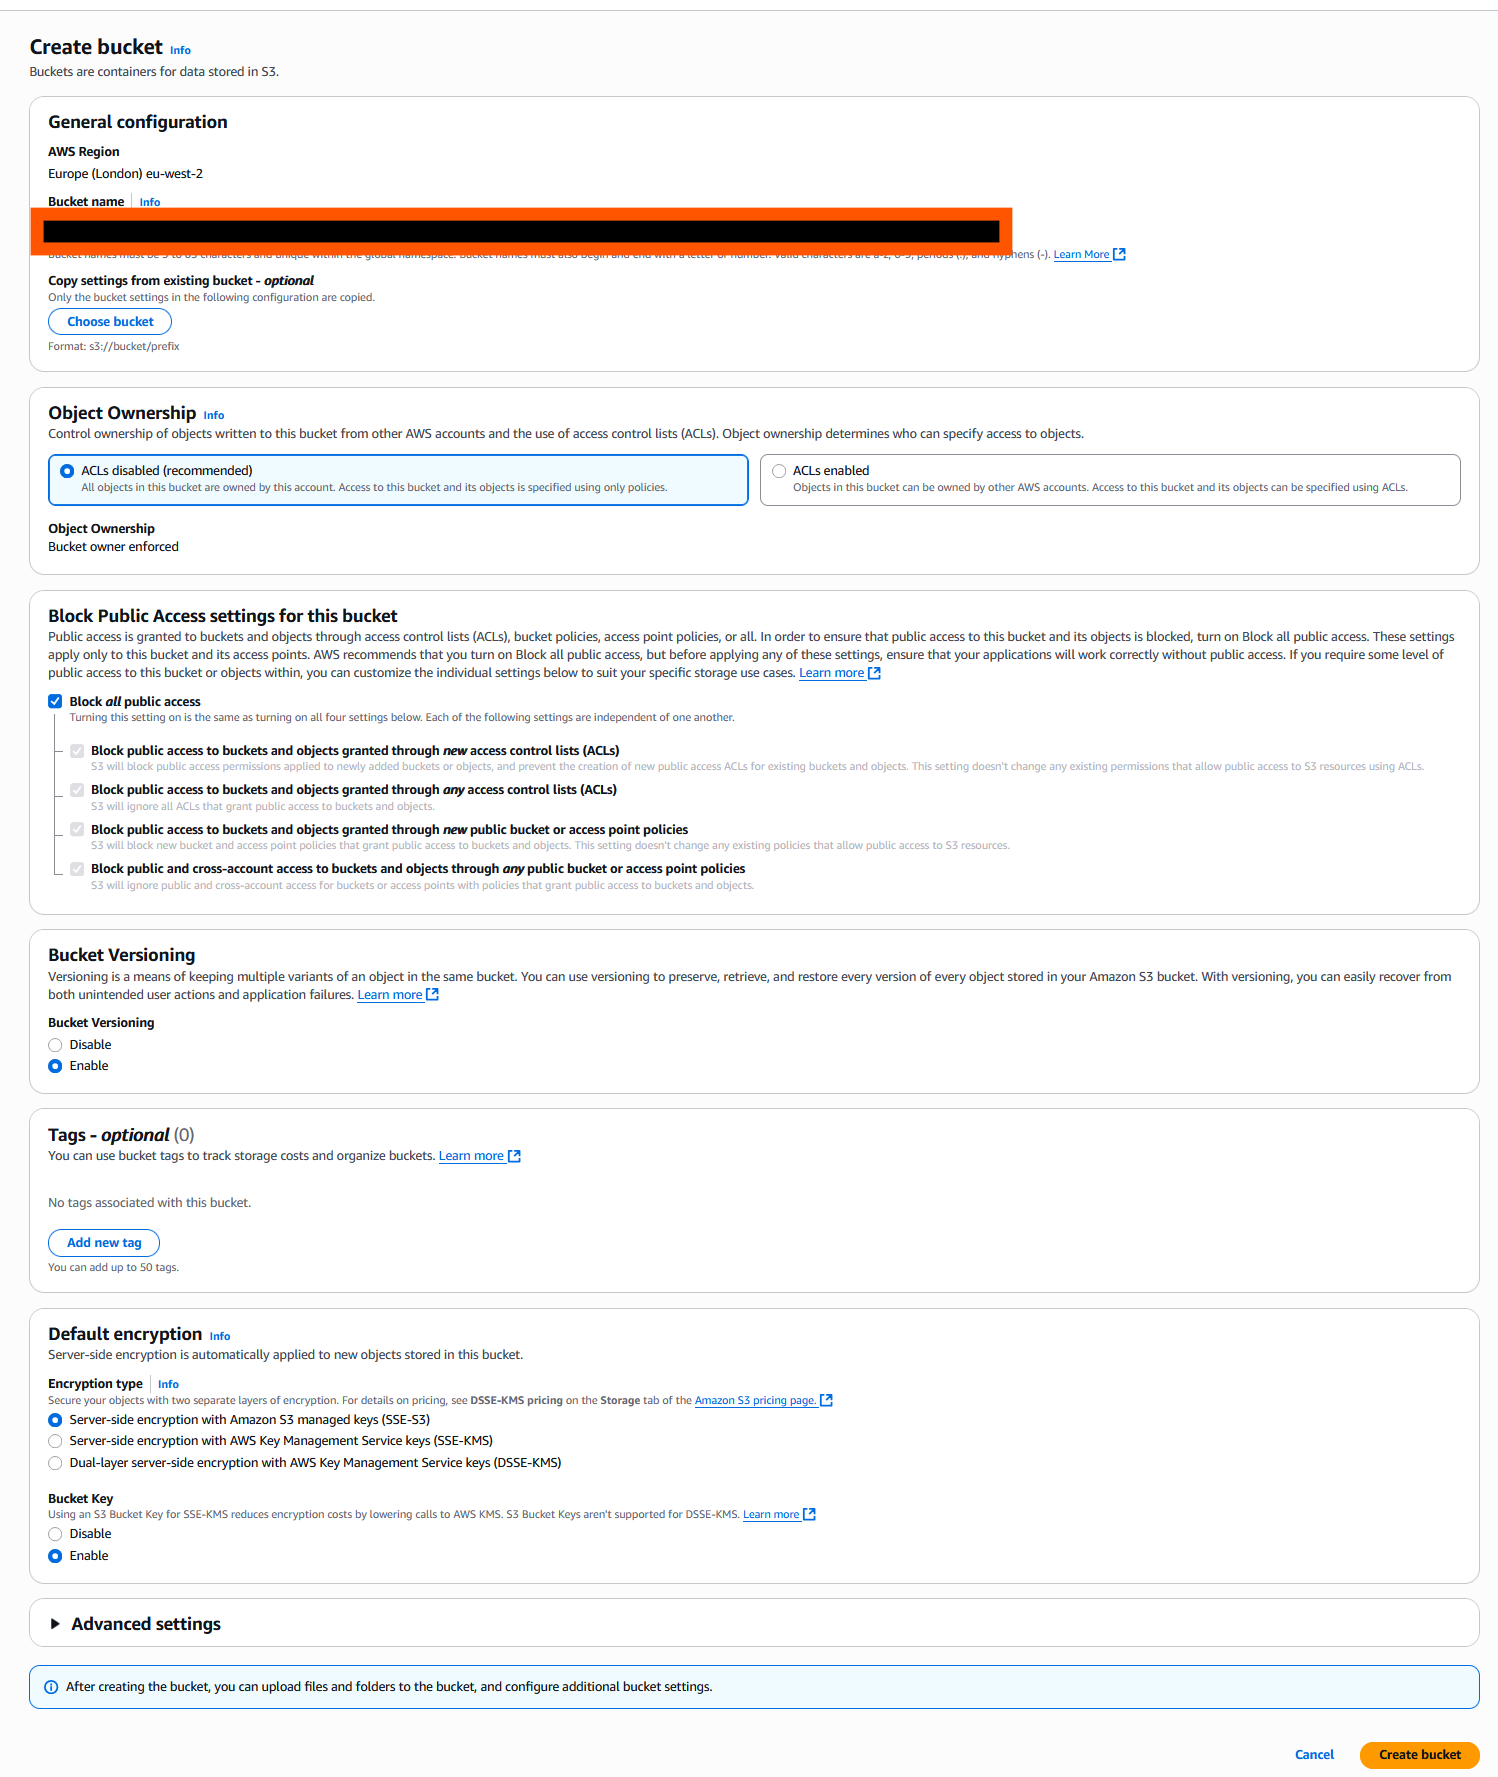 Create bucket Info
Buckets are containers for data stored in S3.
General configuration
AWS Region
Europe (London) eu-west-2
Bucket name Info
hyphens (-). Learn More
Copy settings from existing bucket - optional
Only the bucket settings in the following configuration are copied.
Choose bucket
Format: s3://bucket/prefix
Object Ownership Info
Control ownership of objects written to this bucket from other AWS accounts and the use of access control lists (ACLs). Object ownership determines who can specify access to objects.
ACLs disabled (recommended)
All objects in this bucket are owned by this account. Access to this bucket and its objects is specified using only policies.
ACLs enabled
Objects in this bucket can be owned by other AWS accounts. Access to this bucket and its objects can be specified using ACLs.
Object Ownership
Bucket owner enforced
Block Public Access settings for this bucket
Public access is granted to buckets and objects through access control lists (ACLs), bucket policies, access point policies, or all. In order to ensure that public access to this bucket and its objects is blocked, turn on Block all public access. These settings
apply only to this bucket and its access points. AWS recommends that you turn on Block all public access, but before applying any of these settings, ensure that your applications will work correctly without public access. If you require some level of
public access to this bucket or objects within, you can customize the individual settings below to suit your specific storage use cases. Learn more
Block all public access
Turning this setting on is the same as turning on all four settings below. Each of the following settings are independent of one another.
Block public access to buckets and objects granted through new access control lists (ACLs)
S3 will block public access permissions applied to newly added buckets or objects, and prevent the creation of new public access ACLs for existing buckets and objects. This setting doesn't change any existing permissions that allow public access to S3 resources using ACLs.
Block public access to buckets and objects granted through any access control lists (ACLs)
S3 will ignore all ACLs that grant public access to buckets and objects.
Block public access to buckets and objects granted through new public bucket or access point policies
S3 will block new bucket and access point policies that grant public access to buckets and objects. This setting doesn't change any existing policies that allow public access to S3 resources.
Block public and cross-account access to buckets and objects through any public bucket or access point policies
S3 will ignore public and cross-account access for buckets or access points with policies that grant public access to buckets and objects.
Bucket Versioning
Versioning is a means of keeping multiple variants of an object in the same bucket. You can use versioning to preserve, retrieve, and restore every version of every object stored in your Amazon S3 bucket. With versioning, you can easily recover from
both unintended user actions and application failures. Learn more
Bucket Versioning
Disable
Enable
Tags - optional (0)
You can use bucket tags to track storage costs and organize buckets. Learn more
No tags associated with this bucket.
Add new tag
You can add up to 50 tags.
Default encryption Info
Server-side encryption is automatically applied to new objects stored in this bucket.
Encryption type Info
Secure your objects with two separate layers of encryption. For details on pricing, see DSSE-KMS pricing on the Storage tab of the Amazon S3 pricing page.
Server-side encryption with Amazon S3 managed keys (SSE-S3)
Server-side encryption with AWS Key Management Service keys (SSE-KMS)
Dual-layer server-side encryption with AWS Key Management Service keys (DSSE-KMS)
Bucket Key
Using an S3 Bucket Key for SSE-KMS reduces encryption costs by lowering calls to AWS KMS. S3 Bucket Keys aren't supported for DSSE-KMS. Learn more
Disable
Enable
Advanced settings
After creating the bucket, you can upload files and folders to the bucket, and configure additional bucket settings.
Cancel
Create bucket